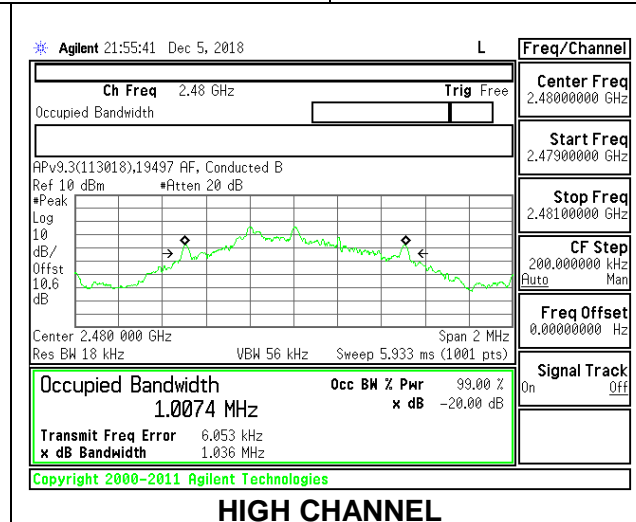 Agilent 21:55:41 Dec 5, 2018 L
Freq/Channel
Ch Freq 2.48 GHz Trig Free
Occupied Bandwidth
Center Freq
2.48000000 GHz
Start Freq
2.47900000 GHz
Stop Freq
2.48100000 GHz
CF Step
200.000000 kHz
Auto Man
Freq Offset
0.00000000 Hz
Signal Track
On Off
APv9.3(113018),19497 AF, Conducted B
Ref 10 dBm #Atten 20 dB
#Peak
Log
10
dB/
Offst
10.6
dB
Center 2.480 000 GHz Span 2 MHz
Res BW 18 kHz VBW 56 kHz Sweep 5.933 ms (1001 pts)
Occupied Bandwidth Occ BW % Pwr 99.00 %
1.0074 MHz x dB -20.00 dB
Transmit Freq Error 6.053 kHz
x dB Bandwidth 1.036 MHz
Copyright 2000-2011 Agilent Technologies
HIGH CHANNEL